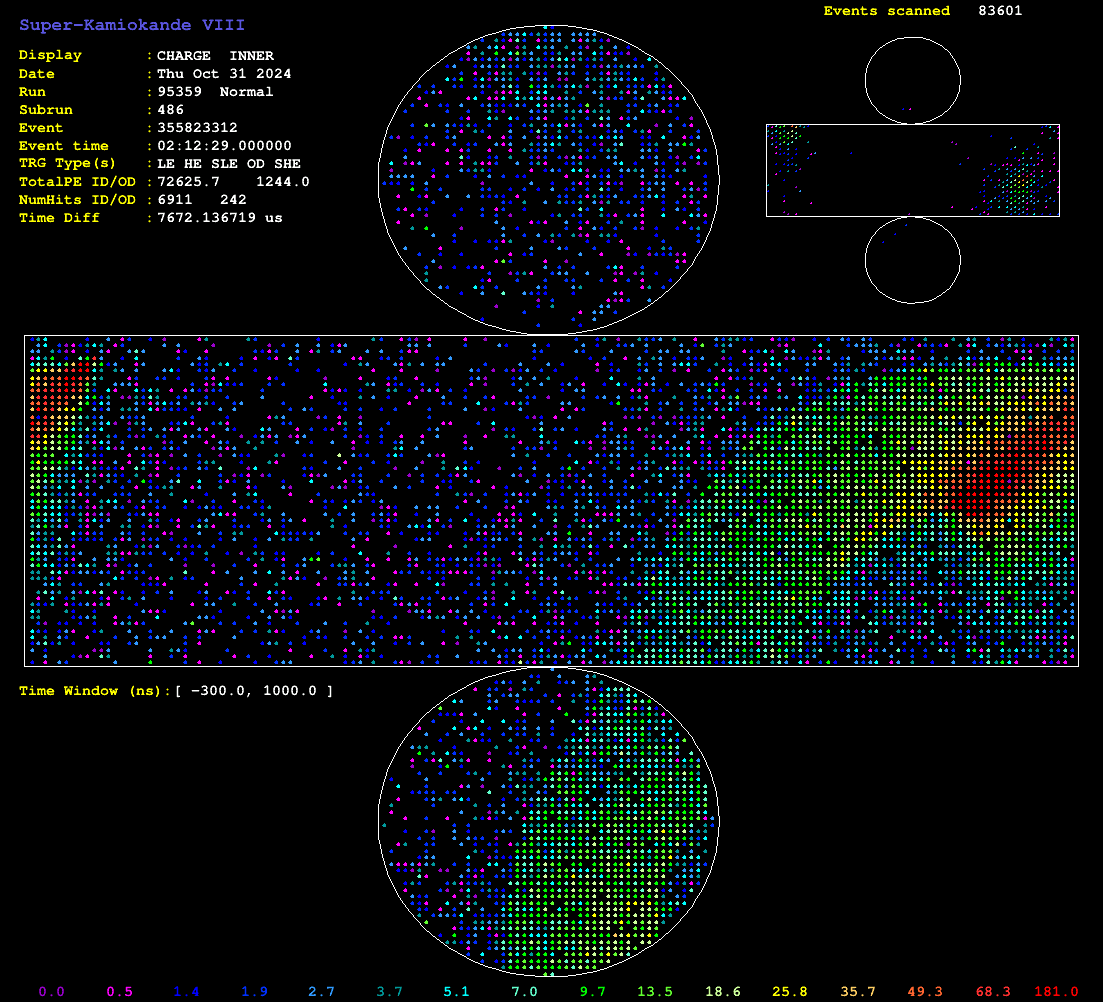 Super-Kamiokande VIII
Events scanned 83601
Display : CHARGE INNER
Date : Thu Oct 31 2024
Run : 95359 Normal
Subrun : 486
Event : 355823312
Event time : 02:12:29.000000
TRG Type(s) : LE HE SLE OD SHE
TotalPE ID/OD : 72625.7 1244.0
NumHits ID/OD : 6911 242
Time Diff : 7672.136719 us
Time Window (ns):[ −300.0, 1000.0 ]
0.0 0.5 1.4 1.9 2.7 3.7 5.1 7.0 9.7 13.5 18.6 25.8 35.7 49.3 68.3 181.0